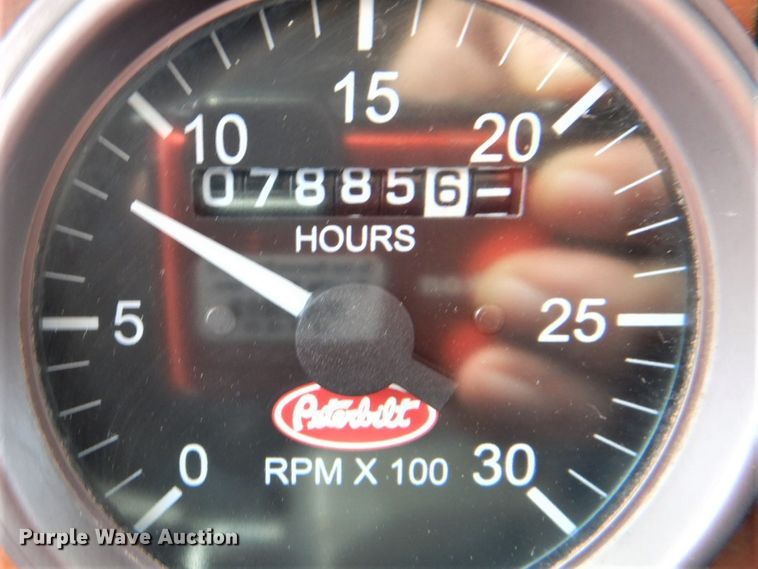 15
10 20
078856-
HOURS
5 25
Peterbilt
0 RPM X 100 30
Purple Wave Auction